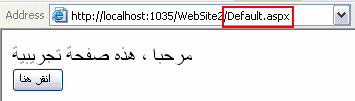 Address http://localhost:1035/WebSite2/Default.aspx
مرحبا ، هذه صفحة تجريبية
انقر هنا